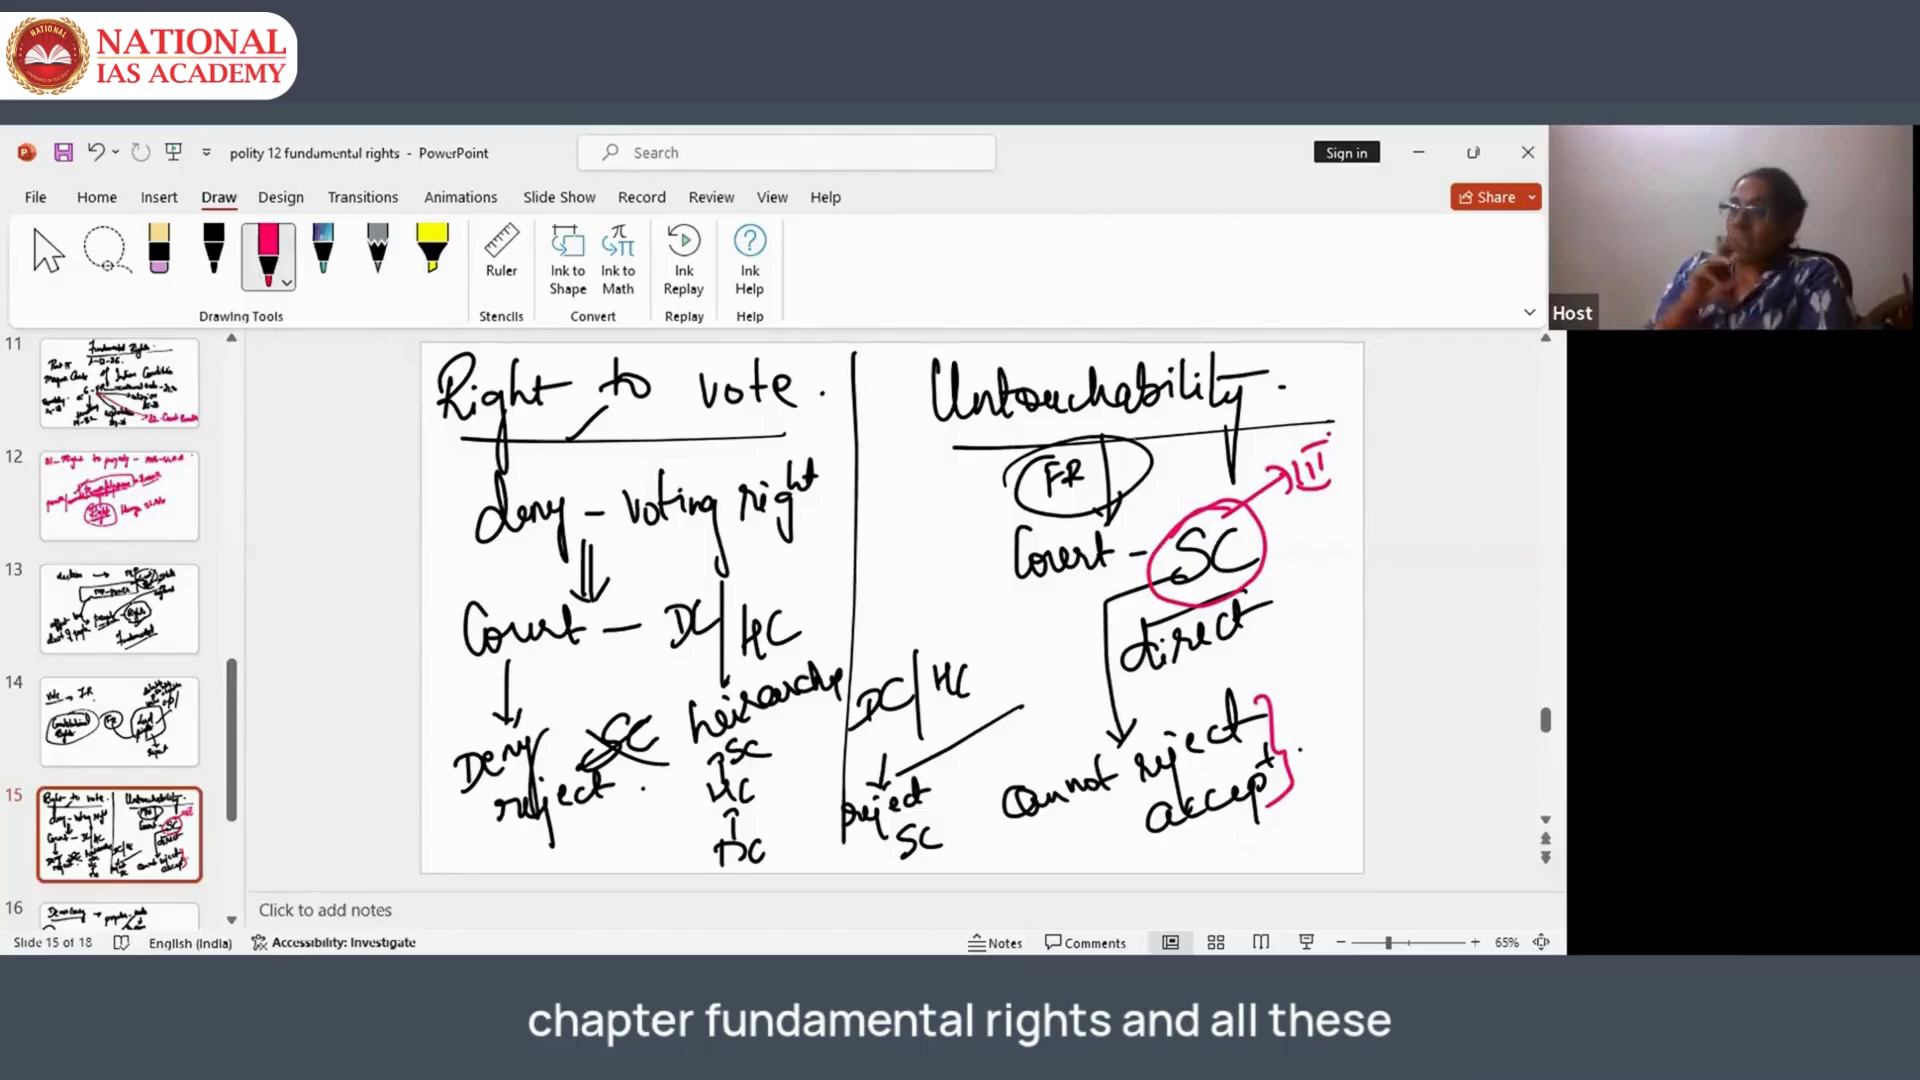 NATIONAL
IAS ACADEMY
polity 12 fundamental rights - PowerPoint
Search
Sign in
File Home Insert Draw Design Transitions Animations Slide Show Record Review View Help
Share
Ruler
Ink to Shape
Ink to Math
Ink Replay
Ink Help
Drawing Tools
Stencils
Convert
Replay
Help
Host
11
12
13
14
15
16
Right to vote.
deny - voting right
Court - DC/HC
heirarchy
Deny
reject.
SC
SC
HC
DC
Untouchability.
FR
III
Court - SC
direct
DC/HC
reject
SC
cannot reject
accept
Click to add notes
Slide 15 of 18
English (India)
Accessibility: Investigate
Notes
Comments
65%
chapter fundamental rights and all these